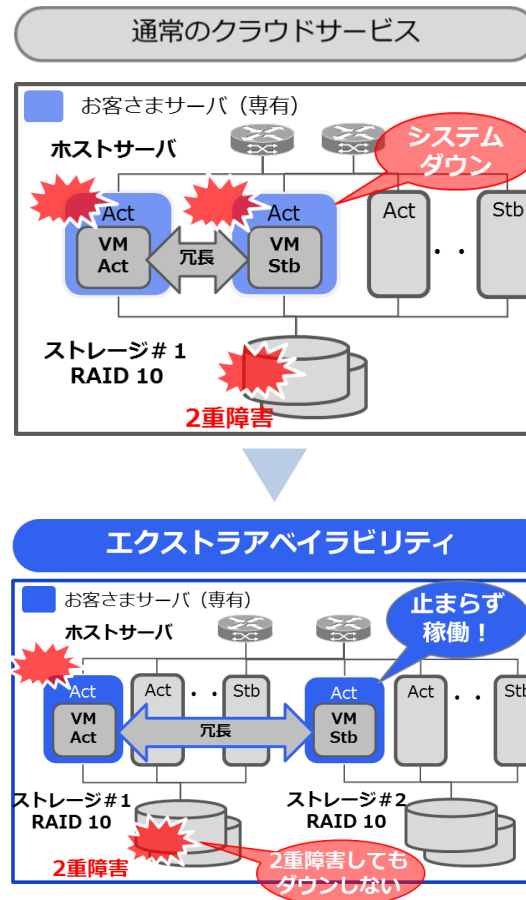 通常のクラウドサービス
お客さまサーバ（専有）
ホストサーバ
システム
ダウン
Act
VM
Act
冗長
Act
VM
Stb
Act
・・
Stb
ストレージ＃1
RAID 10
2重障害
エクストラアベイラビリティ
お客さまサーバ（専有）
ホストサーバ
止まらず
稼働！
Act
VM
Act
Act
・・
Stb
冗長
Act
VM
Stb
Act
・・
Stb
ストレージ#1
RAID 10
ストレージ#2
RAID 10
2重障害
2重障害しても
ダウンしない